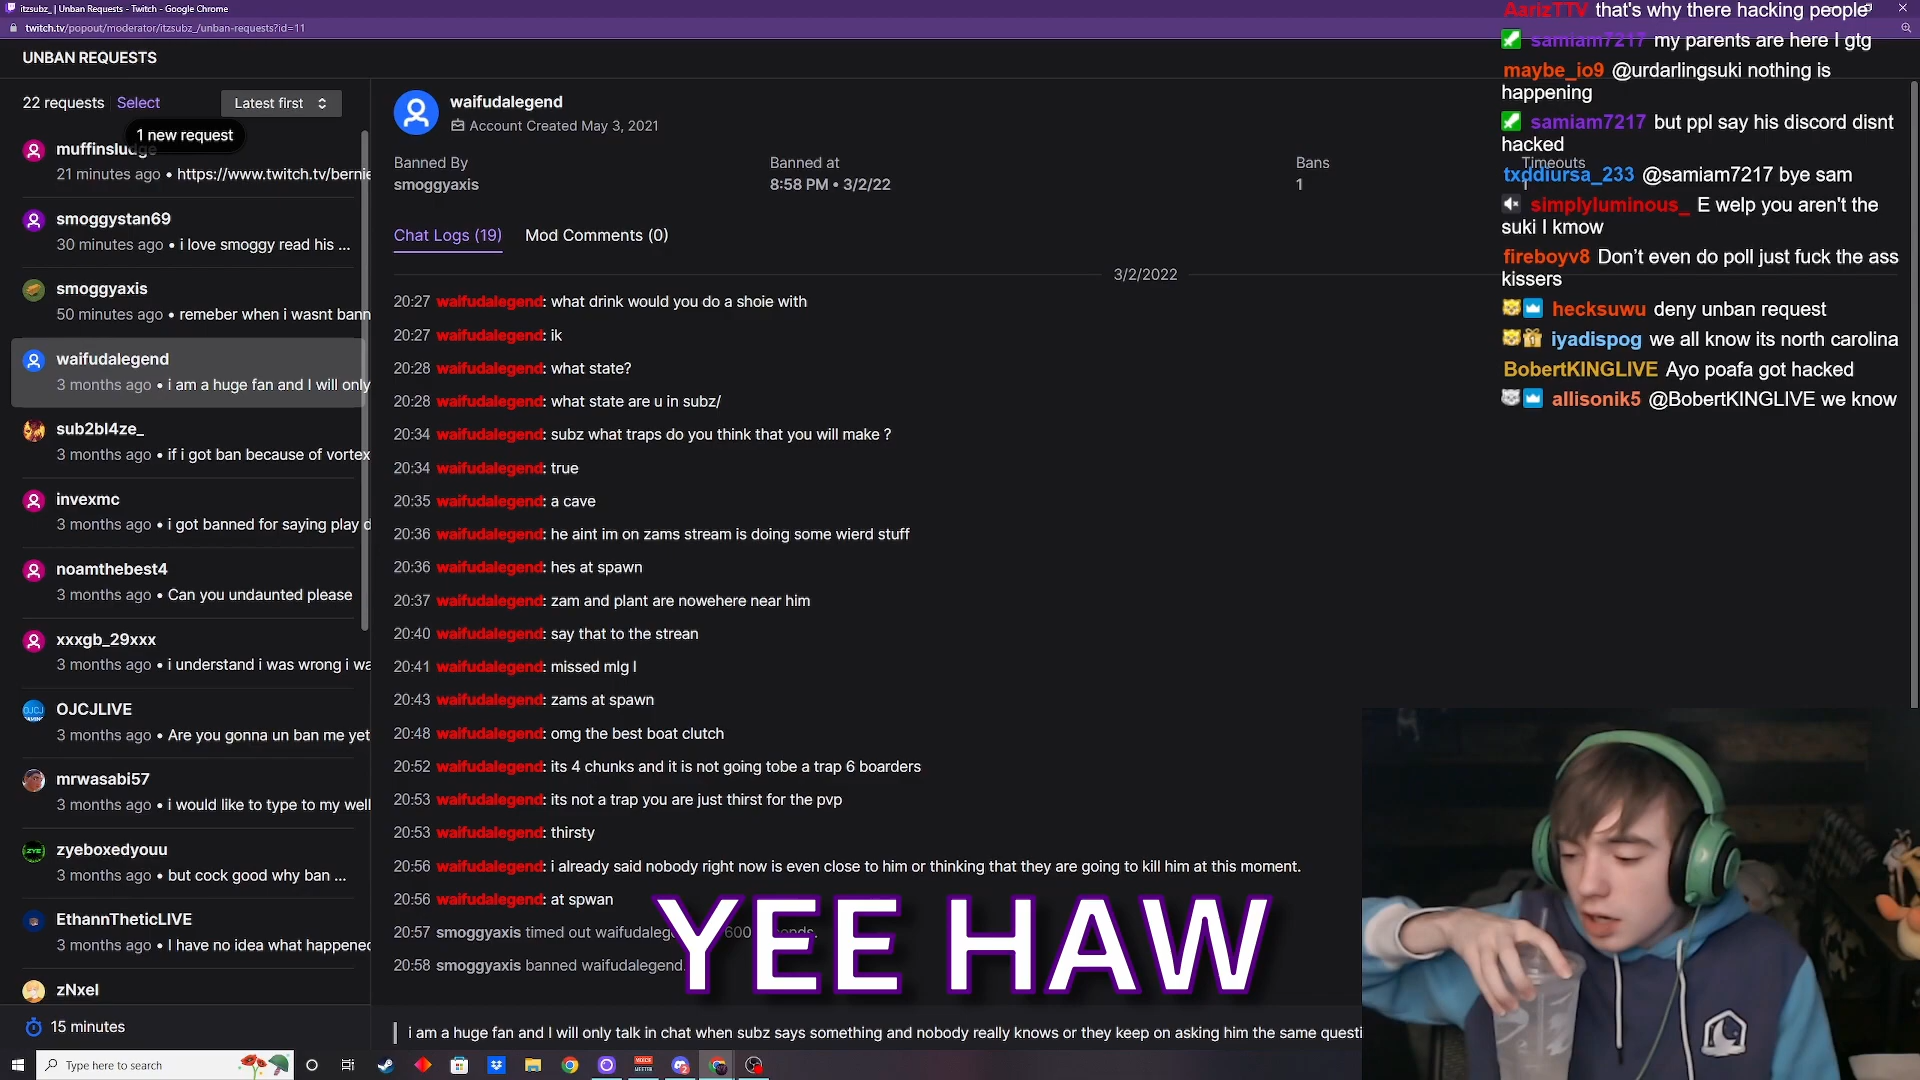 itzsubz_ | Unban Requests - Twitch - Google Chrome
twitch.tv/popout/moderator/itzsubz_/unban-requests?id=11
UNBAN REQUESTS
22 requests Select Latest first
1 new request
muffinsludge
21 minutes ago • https://www.twitch.tv/bernie
smoggystan69
30 minutes ago • i love smoggy read his ...
smoggyaxis
50 minutes ago • remeber when i wasnt bann
waifudalegend
3 months ago • i am a huge fan and I will only
sub2bl4ze_
3 months ago • if i got ban because of vortex
invexmc
3 months ago • i got banned for saying play d
noamthebest4
3 months ago • Can you undaunted please
xxxgb_29xxx
3 months ago • i understand i was wrong i wa
OJCJLIVE
3 months ago • Are you gonna un ban me yet
mrwasabi57
3 months ago • i would like to type to my well
zyeboxedyouu
3 months ago • but cock good why ban ...
EthannTheticLIVE
3 months ago • I have no idea what happened
zNxel
15 minutes
waifudalegend
Account Created May 3, 2021
Banned By Banned at Bans Timeouts
smoggyaxis 8:58 PM • 3/2/22 1 1
Chat Logs (19) Mod Comments (0)
3/2/2022
20:27 waifudalegend: what drink would you do a shoie with
20:27 waifudalegend: ik
20:28 waifudalegend: what state?
20:28 waifudalegend: what state are u in subz/
20:34 waifudalegend: subz what traps do you think that you will make ?
20:34 waifudalegend: true
20:35 waifudalegend: a cave
20:36 waifudalegend: he aint im on zams stream is doing some wierd stuff
20:36 waifudalegend: hes at spawn
20:37 waifudalegend: zam and plant are nowehere near him
20:40 waifudalegend: say that to the strean
20:41 waifudalegend: missed mlg l
20:43 waifudalegend: zams at spawn
20:48 waifudalegend: omg the best boat clutch
20:52 waifudalegend: its 4 chunks and it is not going tobe a trap 6 boarders
20:53 waifudalegend: its not a trap you are just thirst for the pvp
20:53 waifudalegend: thirsty
20:56 waifudalegend: i already said nobody right now is even close to him or thinking that they are going to kill him at this moment.
20:56 waifudalegend: at spwan
20:57 smoggyaxis timed out waifudaleg 600 onds.
20:58 smoggyaxis banned waifudalegend.
YEE HAW
i am a huge fan and I will only talk in chat when subz says something and nobody really knows or they keep on asking him the same questi
AarizTTV that's why there hacking people
samiam7217 my parents are here I gtg
maybe_io9 @urdarlingsuki nothing is
happening
samiam7217 but ppl say his discord disnt
hacked
txddiursa_233 @samiam7217 bye sam
simplyluminous_ E welp you aren't the
suki I kmow
fireboyv8 Don't even do poll just fuck the ass
kissers
hecksuwu deny unban request
iyadispog we all know its north carolina
BobertKINGLIVE Ayo poafa got hacked
allisonik5 @BobertKINGLIVE we know
Type here to search